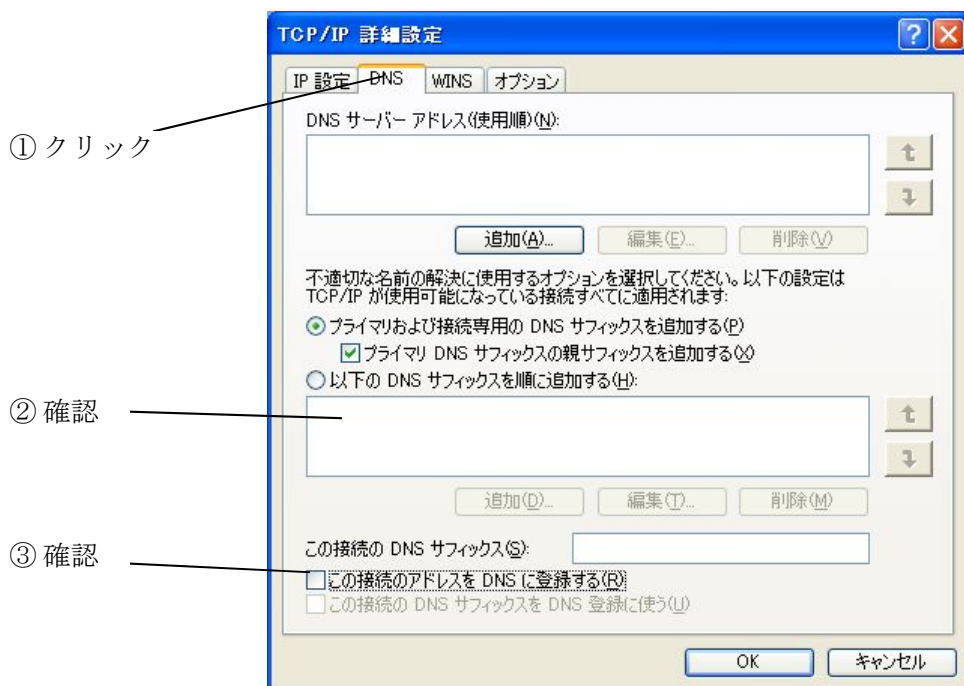 TCP/IP 詳細設定
IP 設定 DNS WINS オプション
DNS サーバー アドレス(使用順)(N):
① クリック
追加(A)... 編集(E)... 削除(V)
不適切な名前の解決に使用するオプションを選択してください。以下の設定は
TCP/IP が使用可能になっている接続すべてに適用されます:
プライマリおよび接続専用の DNS サフィックスを追加する(P)
プライマリ DNS サフィックスの親サフィックスを追加する(X)
以下の DNS サフィックスを順に追加する(H):
② 確認
追加(D)... 編集(T)... 削除(M)
この接続の DNS サフィックス(S):
③ 確認
この接続のアドレスを DNS に登録する(R)
この接続の DNS サフィックスを DNS 登録に使う(U)
OK キャンセル